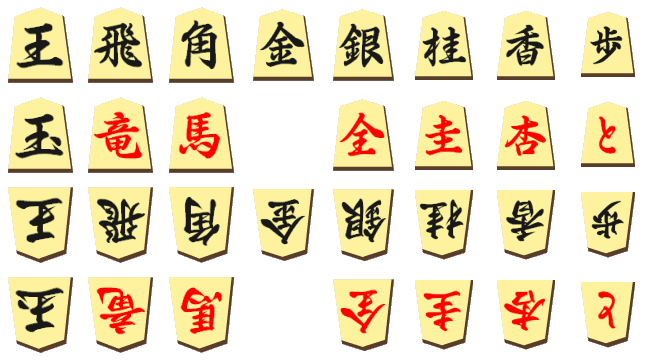 王 飛 角 金 銀 桂 香 歩
玉 竜 馬 全 圭 杏 と
王 飛 角 金 銀 桂 香 歩
玉 竜 馬 全 圭 杏 と